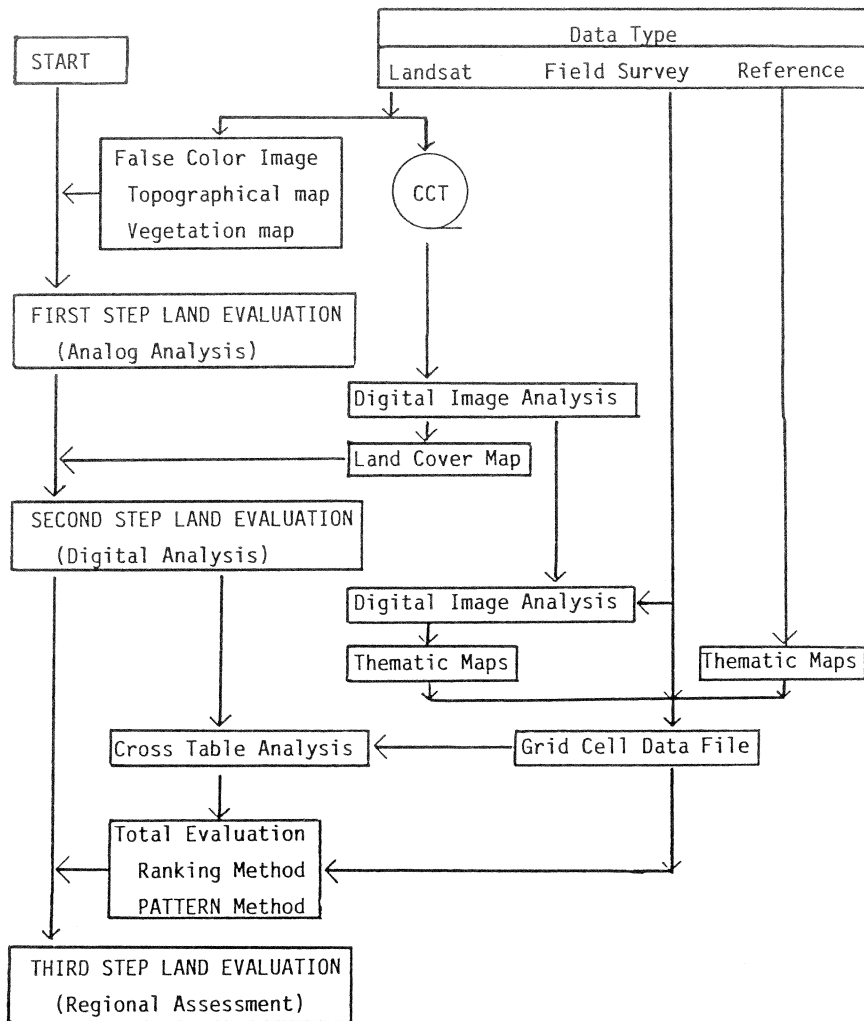 Data Type
START
Landsat Field Survey Reference
False Color Image
Topographical map
Vegetation map
CCT
FIRST STEP LAND EVALUATION
(Analog Analysis)
Digital Image Analysis
Land Cover Map
SECOND STEP LAND EVALUATION
(Digital Analysis)
Digital Image Analysis
Thematic Maps
Thematic Maps
Cross Table Analysis
Grid Cell Data File
Total Evaluation
Ranking Method
PATTERN Method
THIRD STEP LAND EVALUATION
(Regional Assessment)